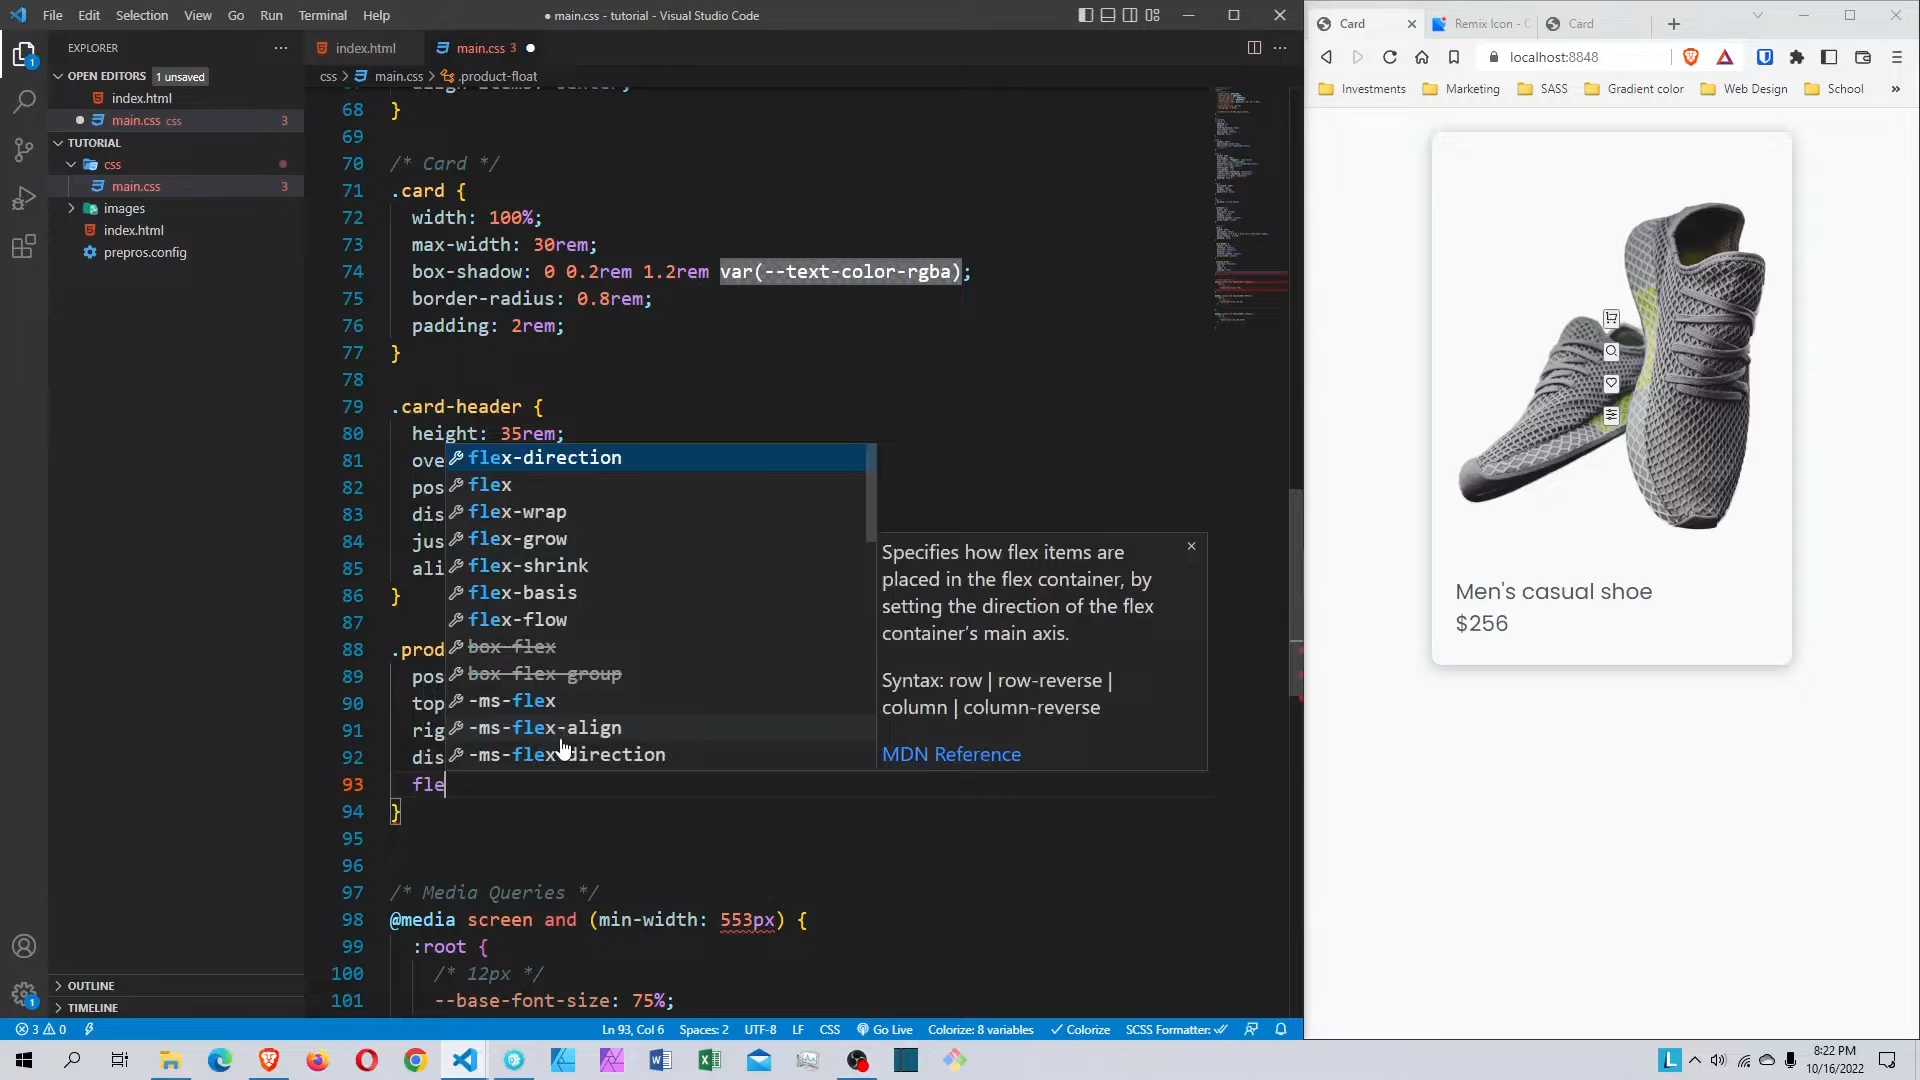 File Edit Selection View Go Run Terminal Help
● main.css - tutorial - Visual Studio Code
EXPLORER
OPEN EDITORS 1 unsaved
index.html
main.css css 3
TUTORIAL
css
main.css 3
images
index.html
prepros.config
OUTLINE
TIMELINE
index.html
main.css 3 ●
css > main.css > .product-float
68 }
69
70 /* Card */
71 .card {
72 width: 100%;
73 max-width: 30rem;
74 box-shadow: 0 0.2rem 1.2rem var(--text-color-rgba);
75 border-radius: 0.8rem;
76 padding: 2rem;
77 }
78
79 .card-header {
80 height: 35rem;
81 ove
82 pos
83 dis
84 jus
85 ali
86 }
87
88 .prod
89 pos
90 top
91 rig
92 dis
93 fle
94 }
95
96
97 /* Media Queries */
98 @media screen and (min-width: 553px) {
99 :root {
100 /* 12px */
101 --base-font-size: 75%;
flex-direction
flex
flex-wrap
flex-grow
flex-shrink
flex-basis
flex-flow
box-flex
box-flex-group
-ms-flex
-ms-flex-align
-ms-flex-direction
Specifies how flex items are
placed in the flex container, by
setting the direction of the flex
container's main axis.
Syntax: row | row-reverse |
column | column-reverse
MDN Reference
3 0
Ln 93, Col 6 Spaces: 2 UTF-8 LF CSS Go Live Colorize: 8 variables Colorize SCSS Formatter:
Card
Remix Icon - C
Card
localhost:8848
Investments Marketing SASS Gradient color Web Design School »
Men's casual shoe
$256
8:22 PM
10/16/2022